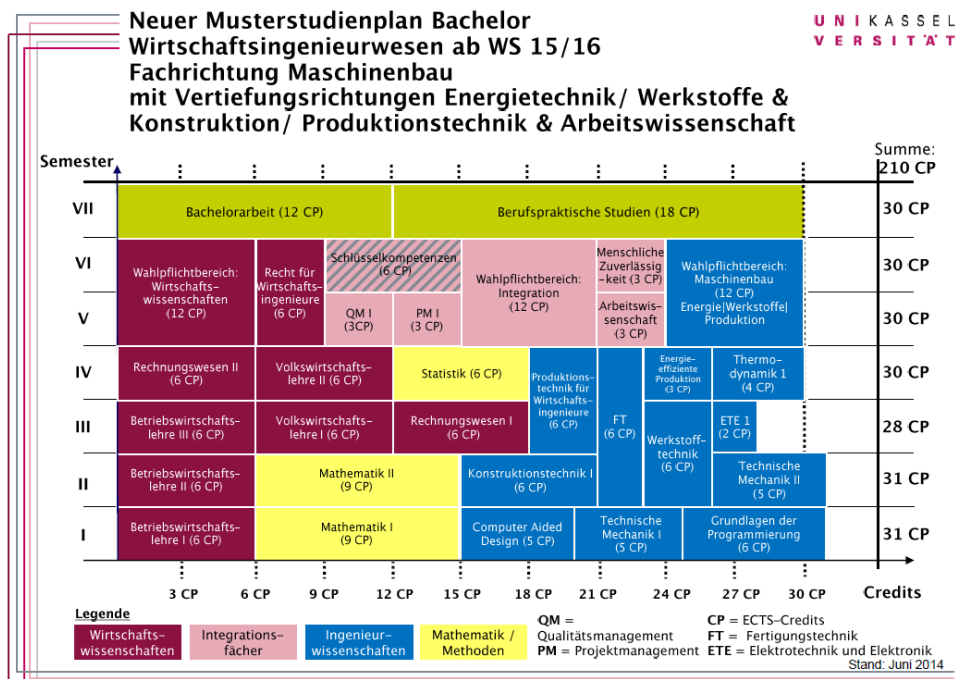 Neuer Musterstudienplan Bachelor
Wirtschaftsingenieurwesen ab WS 15/16
Fachrichtung Maschinenbau
mit Vertiefungsrichtungen Energietechnik/ Werkstoffe &
Konstruktion/ Produktionstechnik & Arbeitswissenschaft
UNIKASSEL
VERSITÄT
Semester
Summe:
210 CP
VII
Bachelorarbeit (12 CP)
Berufspraktische Studien (18 CP)
30 CP
VI
Wahlpflichtbereich:
Wirtschafts-
wissenschaften
(12 CP)
Recht für
Wirtschafts-
ingenieure
(6 CP)
Schlüsselkompetenzen
(6 CP)
Wahlpflichtbereich:
Integration
(12 CP)
Menschliche
Zuverlässig
-keit (3 CP)
Wahlpflichtbereich:
Maschinenbau
(12 CP)
Energie|Werkstoffe|
Produktion
30 CP
V
QM I
(3CP)
PM I
(3 CP)
Arbeitswis-
senschaft
(3 CP)
30 CP
IV
Rechnungswesen II
(6 CP)
Volkswirtschafts-
lehre II (6 CP)
Statistik (6 CP)
Produktions-
technik für
Wirtschafts-
ingenieure
(6 CP)
FT
(6 CP)
Energie-
effiziente
Produktion
(3 CP)
Thermo-
dynamik 1
(4 CP)
30 CP
III
Betriebswirtschafts-
lehre III (6 CP)
Volkswirtschafts-
lehre I (6 CP)
Rechnungswesen I
(6 CP)
Werkstoff-
technik
(6 CP)
ETE 1
(2 CP)
28 CP
II
Betriebswirtschafts-
lehre II (6 CP)
Mathematik II
(9 CP)
Konstruktionstechnik I
(6 CP)
Technische
Mechanik II
(5 CP)
31 CP
I
Betriebswirtschafts-
lehre I (6 CP)
Mathematik I
(9 CP)
Computer Aided
Design (5 CP)
Technische
Mechanik I
(5 CP)
Grundlagen der
Programmierung
(6 CP)
31 CP
3 CP 6 CP 9 CP 12 CP 15 CP 18 CP 21 CP 24 CP 27 CP 30 CP Credits
Legende
Wirtschafts-
wissenschaften
Integrations-
fächer
Ingenieur-
wissenschaften
Mathematik /
Methoden
QM =
Qualitätsmanagement
PM = Projektmanagement
CP = ECTS-Credits
FT = Fertigungstechnik
ETE = Elektrotechnik und Elektronik
Stand: Juni 2014